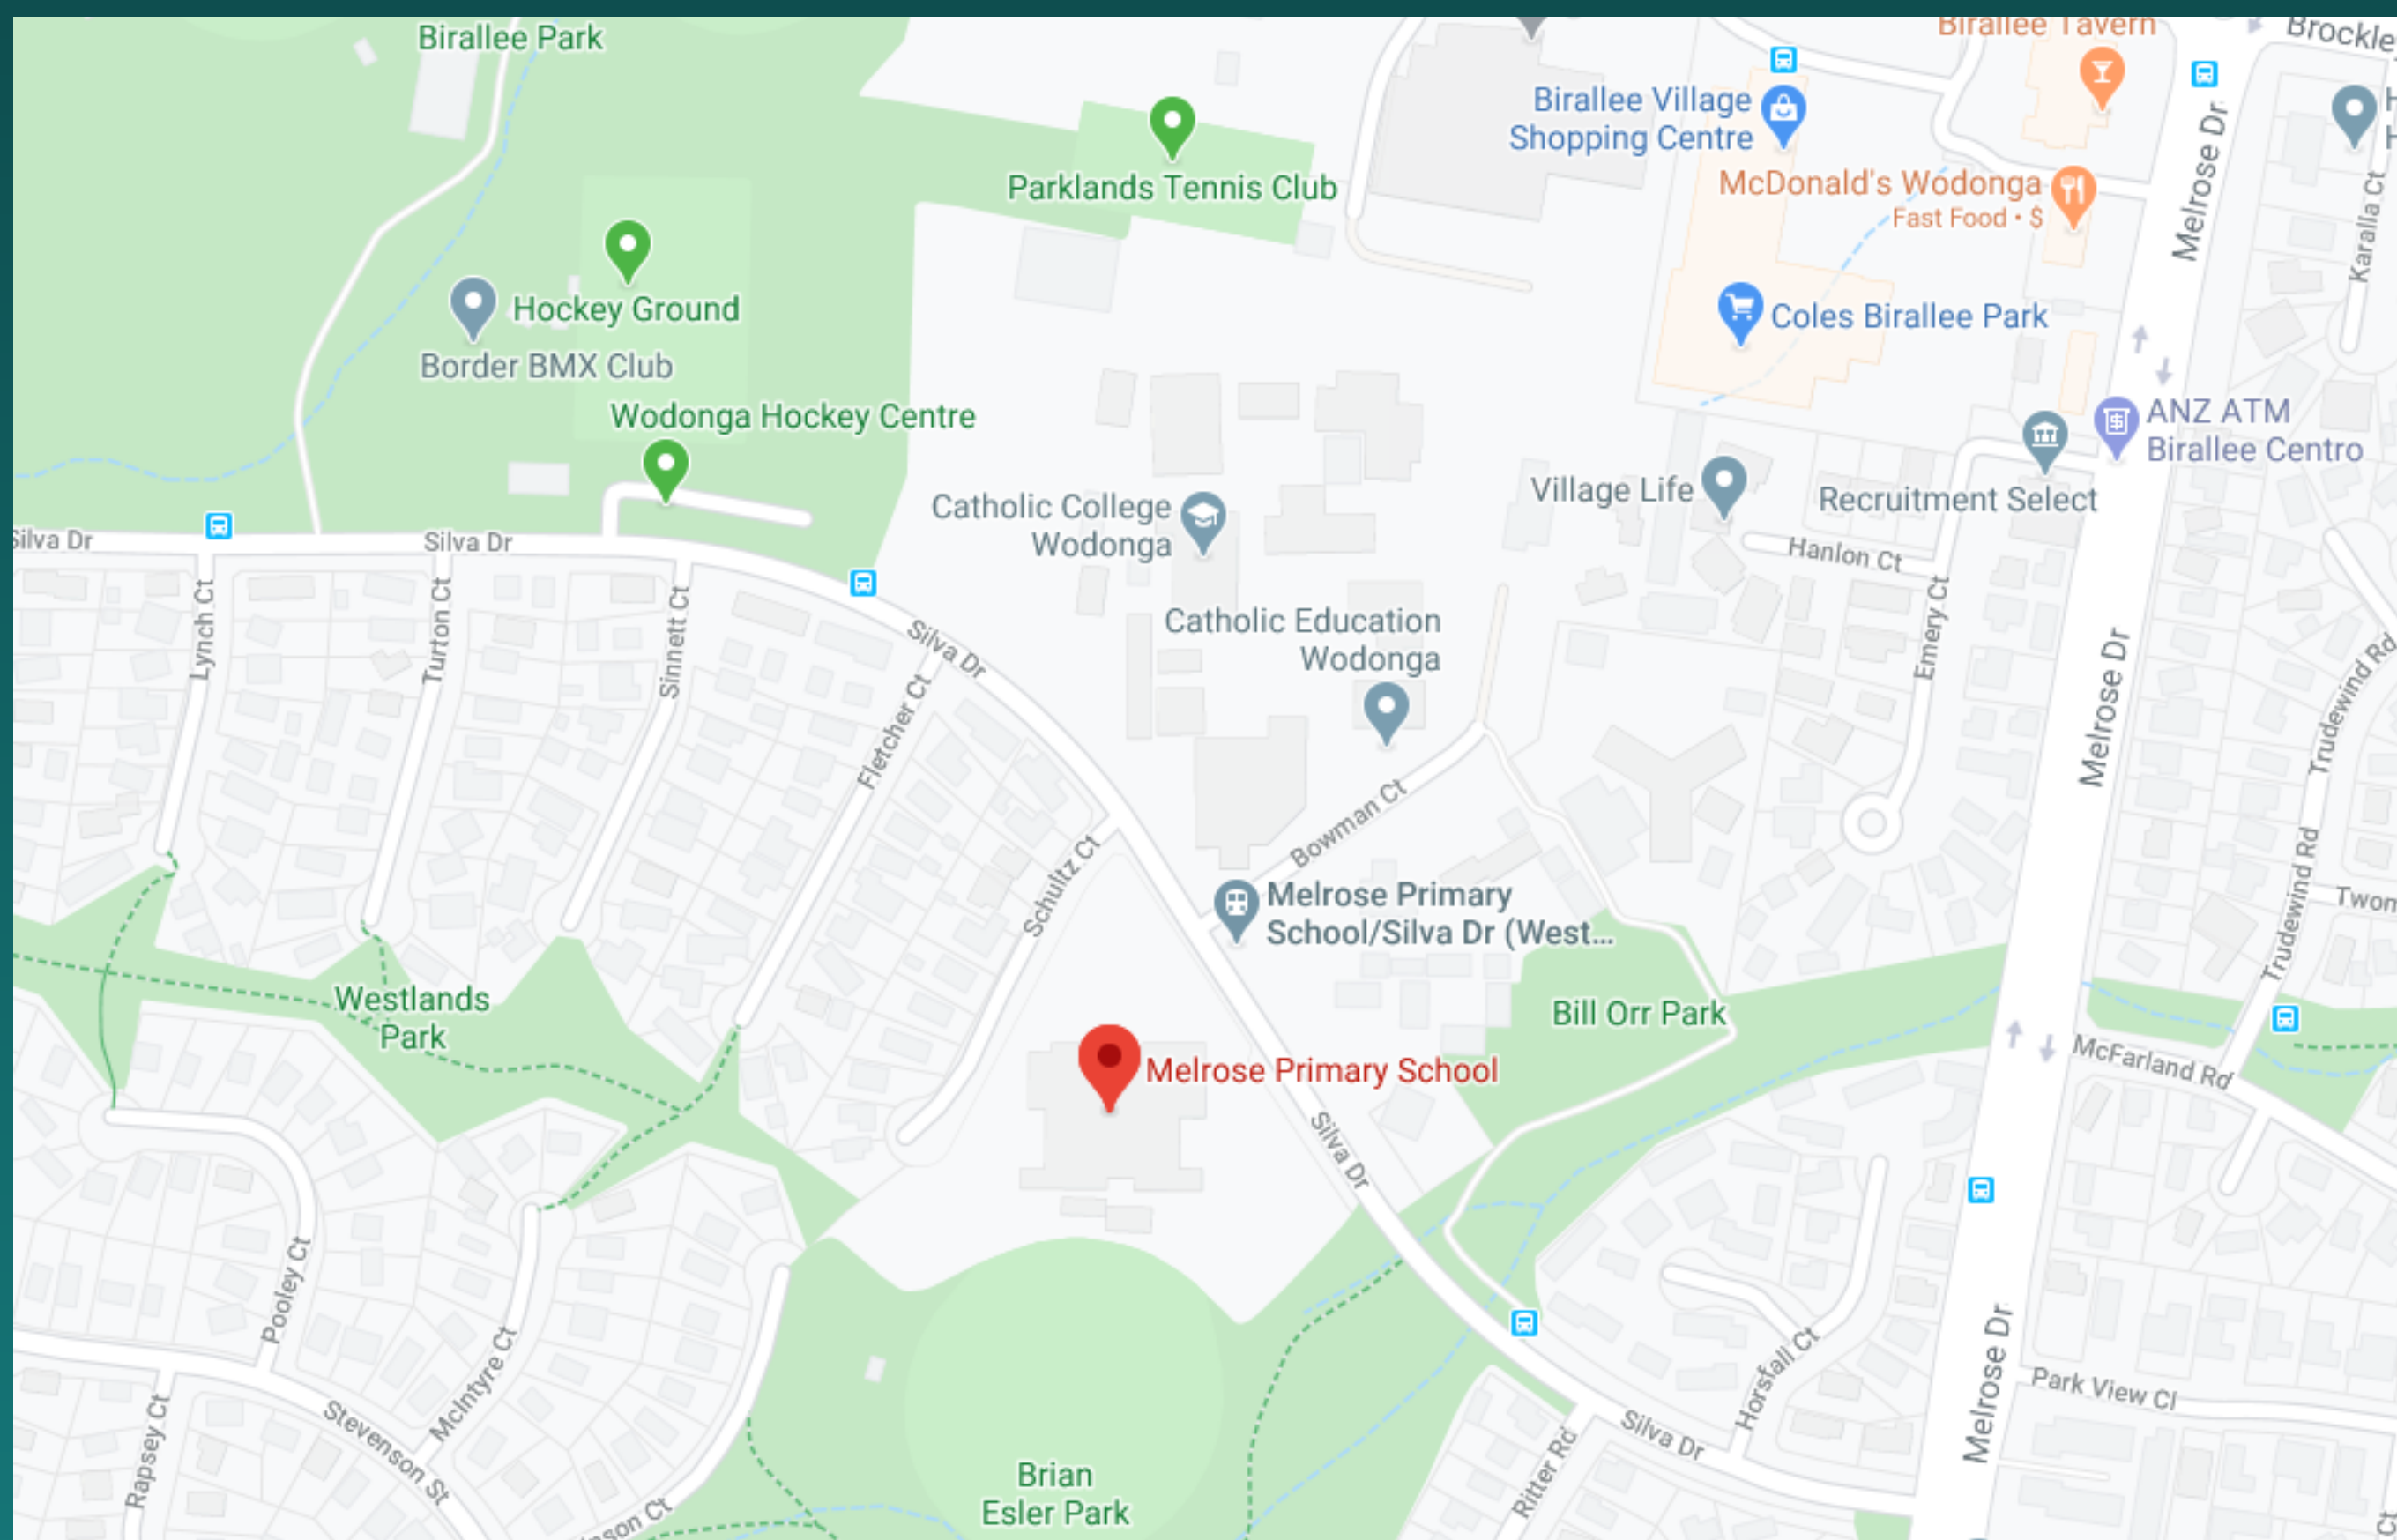 Birallee Park
Birallee Tavern
Brockle
Parklands Tennis Club
Birallee Village
Shopping Centre
McDonald's Wodonga
Fast Food • $
Melrose Dr
Karalla Ct
Hockey Ground
Border BMX Club
Coles Birallee Park
Wodonga Hockey Centre
ANZ ATM
Birallee Centro
Catholic College
Wodonga
Village Life
Recruitment Select
Silva Dr
Silva Dr
Hanlon Ct
Lynch Ct
Turton Ct
Sinnett Ct
Silva Dr
Catholic Education
Wodonga
Emery Ct
Melrose Dr
Trudewind Rd
Fletcher Ct
Bowman Ct
Schultz Ct
Melrose Primary
School/Silva Dr (West...
Trudewind Rd
Twom
Westlands
Park
Bill Orr Park
McFarland Rd
Melrose Primary School
Silva Dr
Pooley Ct
McIntyre Ct
Horsfall Ct
Melrose Dr
Park View Cl
Rapsey Ct
Stevenson St
Silva Dr
Ritter Rd
Brian
Esler Park
nson Ct
Ct